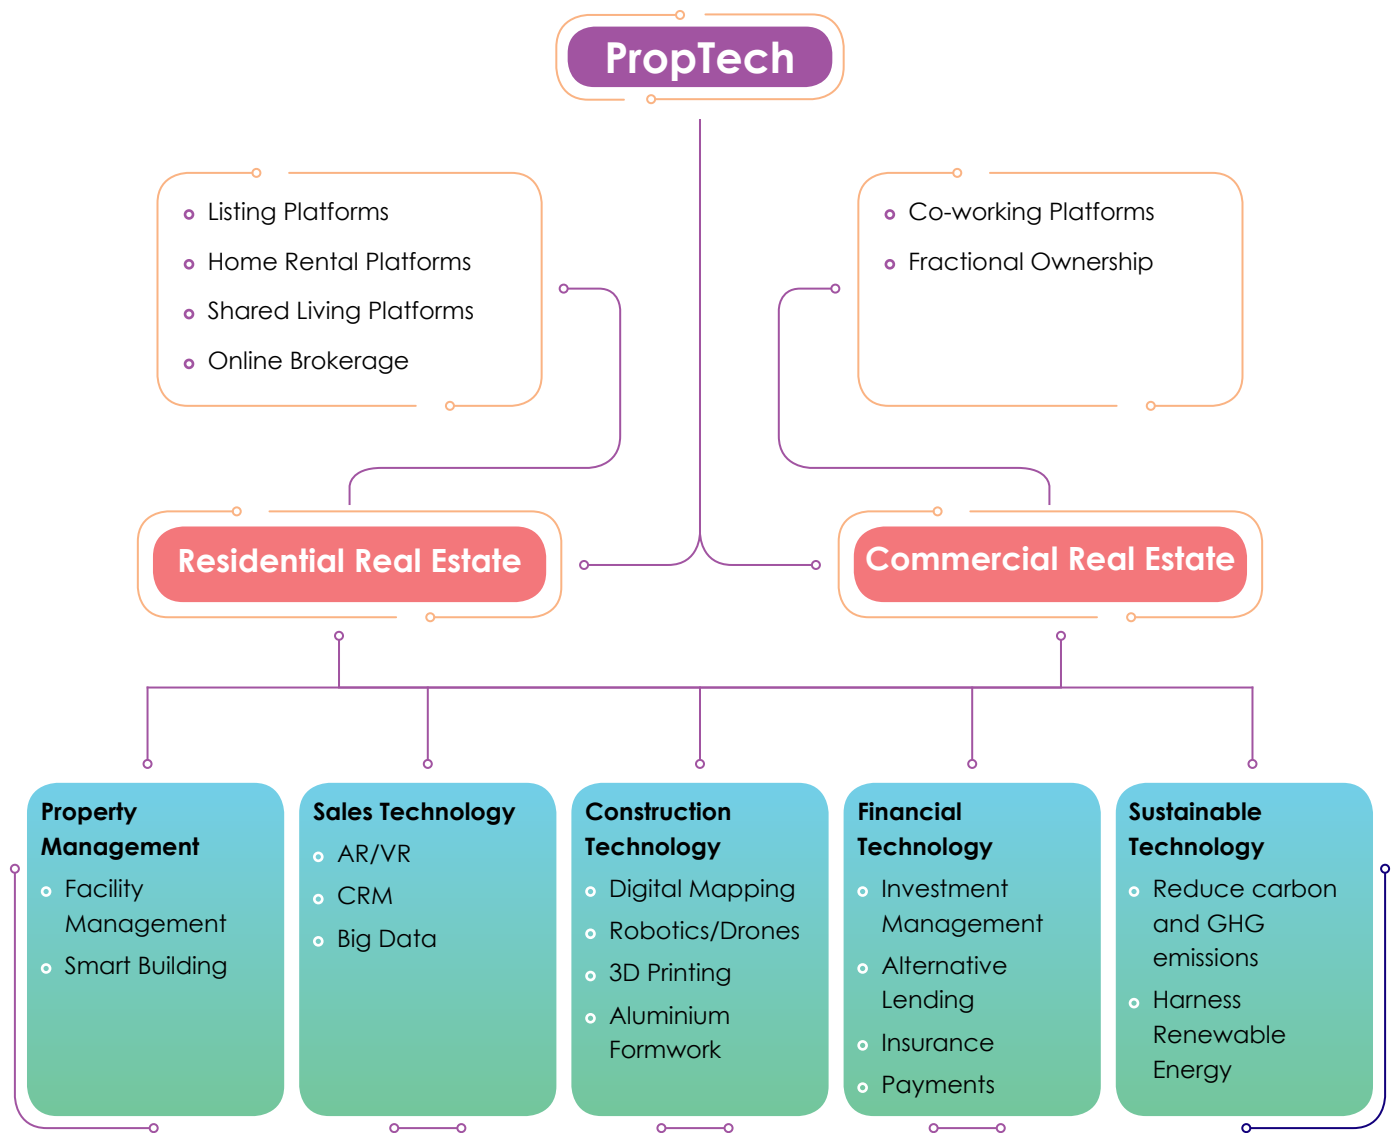 PropTech
Listing Platforms
Home Rental Platforms
Shared Living Platforms
Online Brokerage
Co-working Platforms
Fractional Ownership
Residential Real Estate
Commercial Real Estate
Property
Management
Facility
Management
Smart Building
Sales Technology
AR/VR
CRM
Big Data
Construction
Technology
Digital Mapping
Robotics/Drones
3D Printing
Aluminium
Formwork
Financial
Technology
Investment
Management
Alternative
Lending
Insurance
Payments
Sustainable
Technology
Reduce carbon
and GHG
emissions
Harness
Renewable
Energy